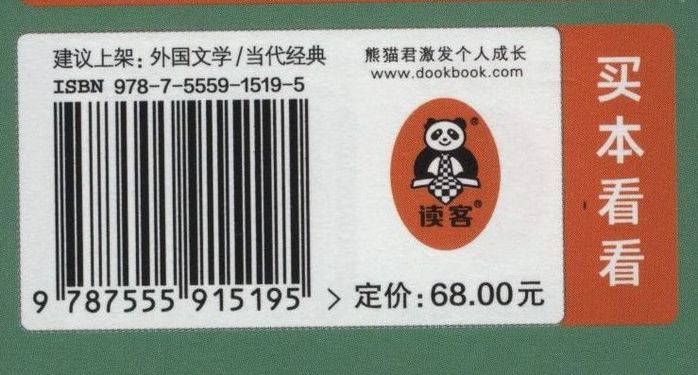 建议上架：外国文学/当代经典
ISBN 978-7-5559-1519-5
9 787555 915195 >
熊猫君激发个人成长
www.dookbook.com
®
读客®
定价：68.00元
买本看看